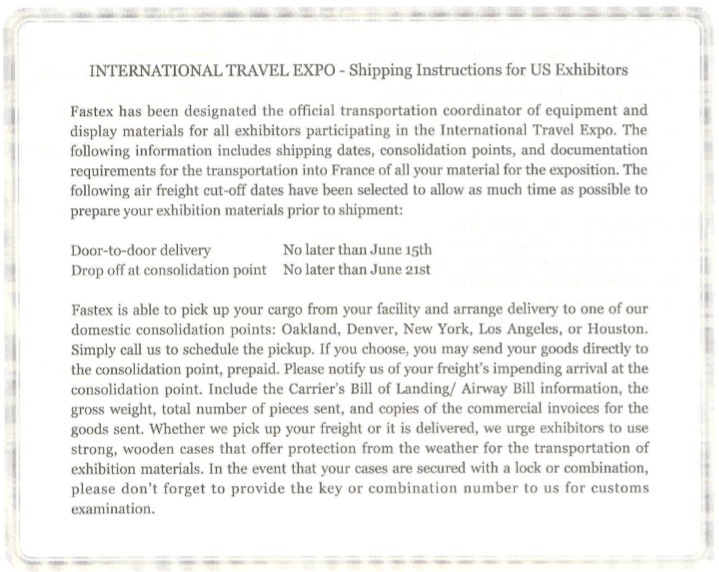 INTERNATIONAL TRAVEL EXPO - Shipping Instructions for US Exhibitors
Fastex has been designated the official transportation coordinator of equipment and
display materials for all exhibitors participating in the International Travel Expo. The
following information includes shipping dates, consolidation points, and documentation
requirements for the transportation into France of all your material for the exposition. The
following air freight cut-off dates have been selected to allow as much time as possible to
prepare your exhibition materials prior to shipment:
Door-to-door delivery No later than June 15th
Drop off at consolidation point No later than June 21st
Fastex is able to pick up your cargo from your facility and arrange delivery to one of our
domestic consolidation points: Oakland, Denver, New York, Los Angeles, or Houston.
Simply call us to schedule the pickup. If you choose, you may send your goods directly to
the consolidation point, prepaid. Please notify us of your freight's impending arrival at the
consolidation point. Include the Carrier's Bill of Landing/ Airway Bill information, the
gross weight, total number of pieces sent, and copies of the commercial invoices for the
goods sent. Whether we pick up your freight or it is delivered, we urge exhibitors to use
strong, wooden cases that offer protection from the weather for the transportation of
exhibition materials. In the event that your cases are secured with a lock or combination,
please don't forget to provide the key or combination number to us for customs
examination.